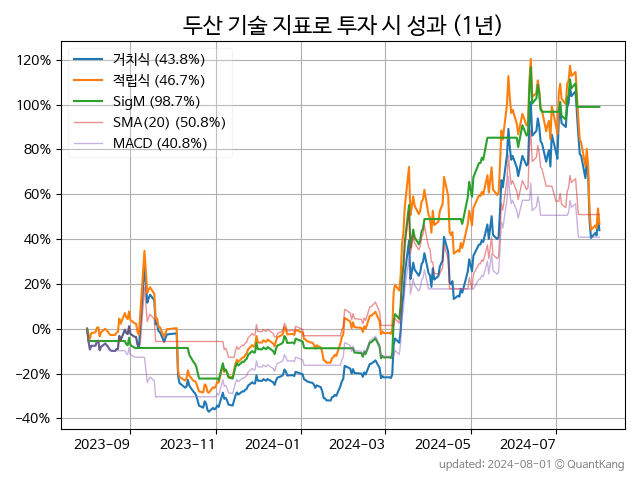 두산 기술 지표로 투자 시 성과 (1년)
거치식 (43.8%)
적립식 (46.7%)
SigM (98.7%)
SMA(20) (50.8%)
MACD (40.8%)
120%
100%
80%
60%
40%
20%
0%
−20%
−40%
2023-09 2023-11 2024-01 2024-03 2024-05 2024-07
updated: 2024-08-01 © QuantKang